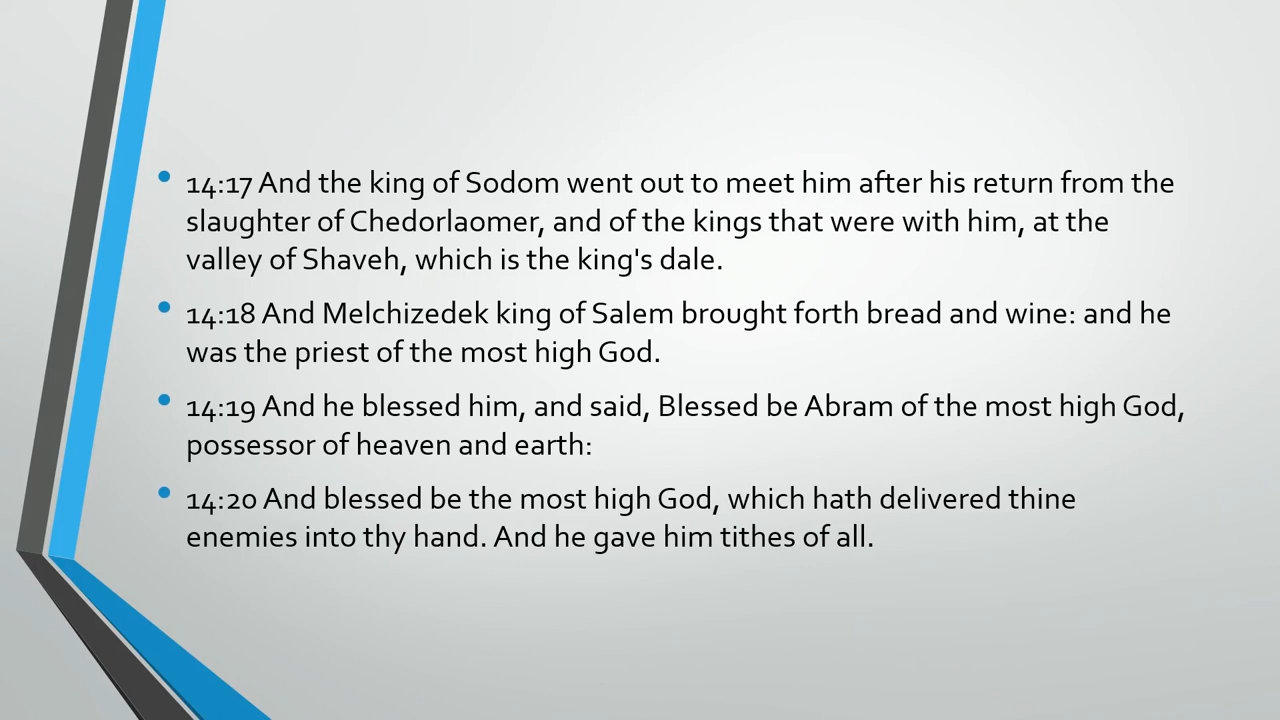 14:17 And the king of Sodom went out to meet him after his return from the
slaughter of Chedorlaomer, and of the kings that were with him, at the
valley of Shaveh, which is the king's dale.
14:18 And Melchizedek king of Salem brought forth bread and wine: and he
was the priest of the most high God.
14:19 And he blessed him, and said, Blessed be Abram of the most high God,
possessor of heaven and earth:
14:20 And blessed be the most high God, which hath delivered thine
enemies into thy hand. And he gave him tithes of all.